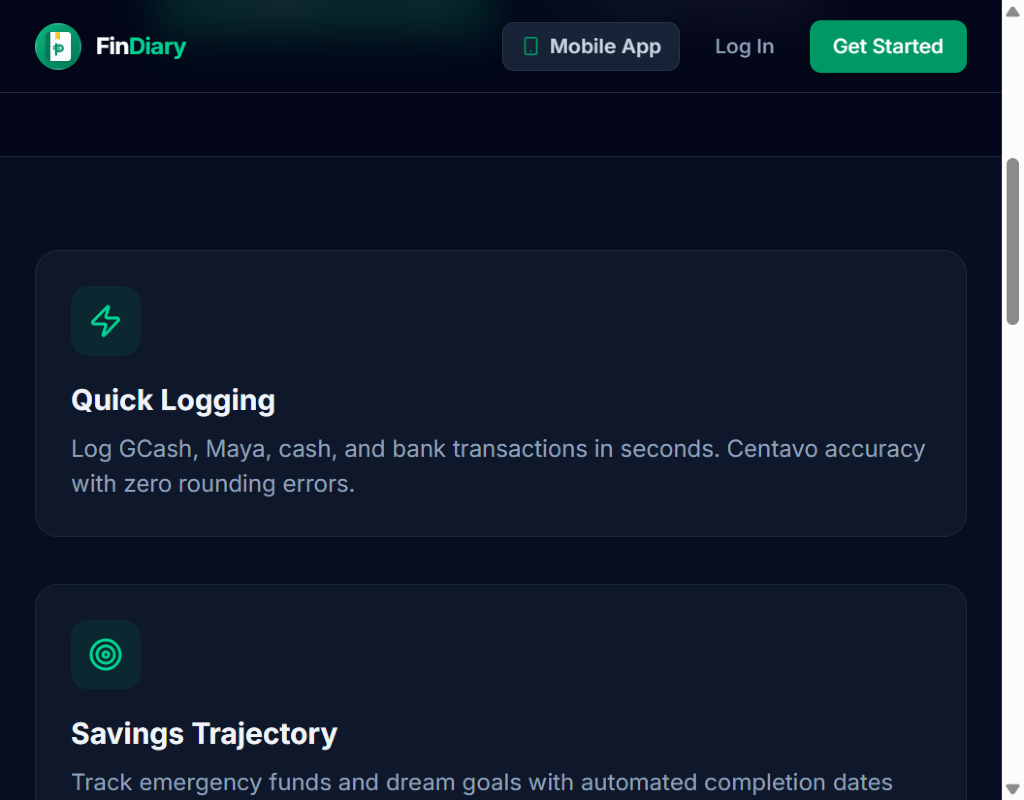 FinDiary
Mobile App
Log In
Get Started
Quick Logging
Log GCash, Maya, cash, and bank transactions in seconds. Centavo accuracy
with zero rounding errors.
Savings Trajectory
Track emergency funds and dream goals with automated completion dates